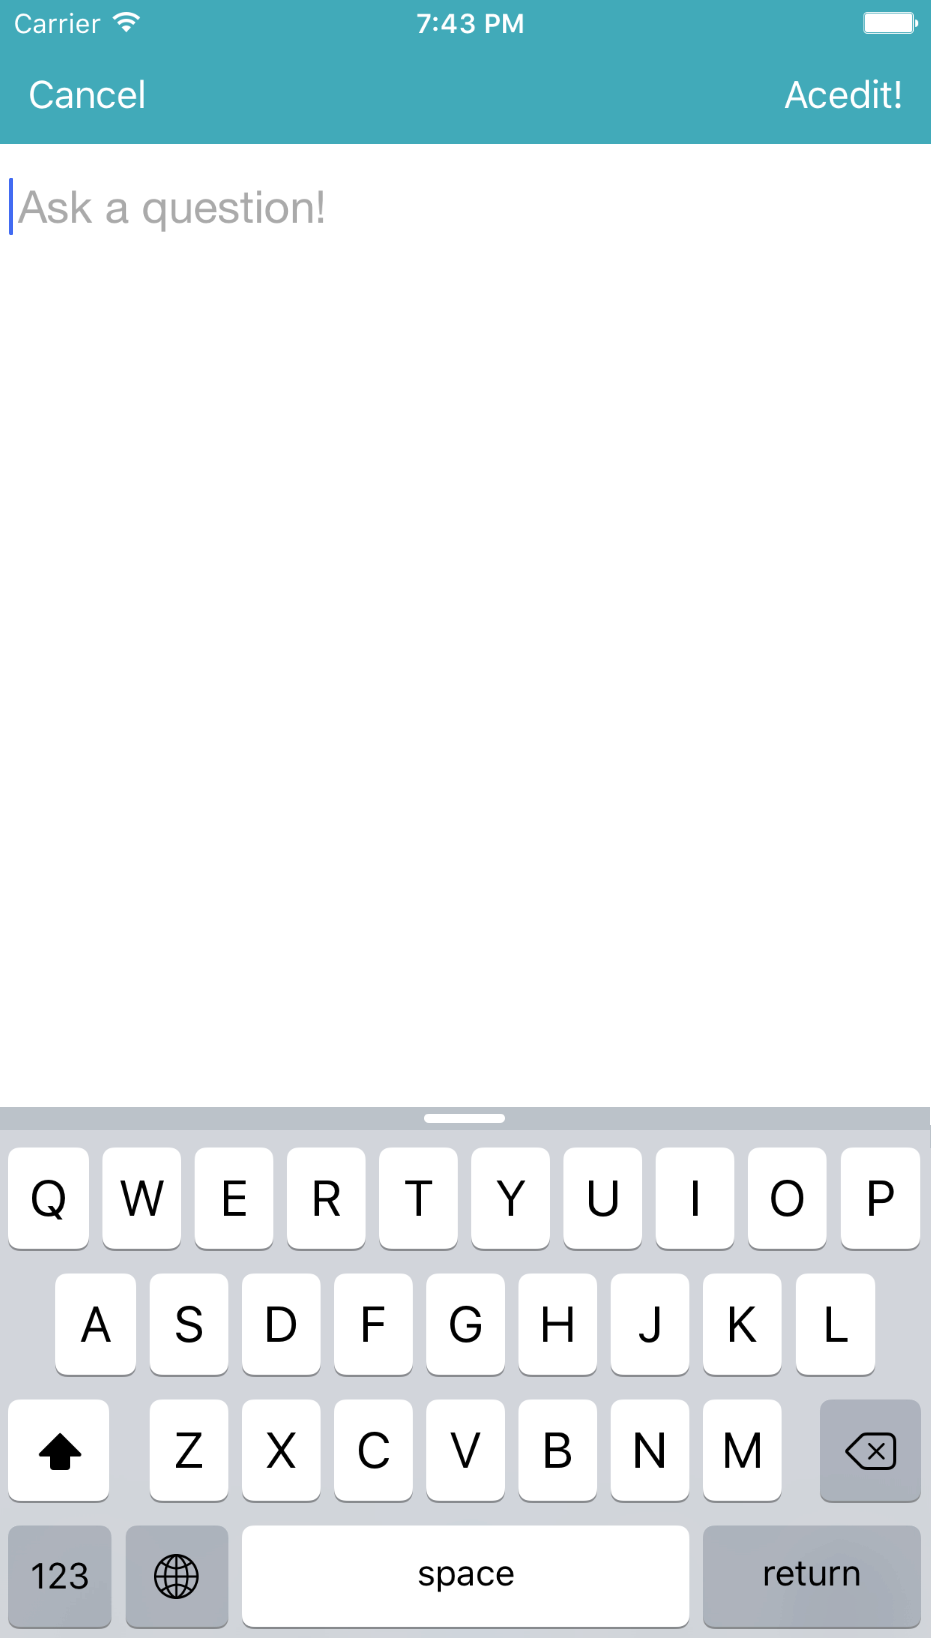 Carrier 7:43 PM
Cancel Acedit!
Ask a question!
Q W E R T Y U I O P
A S D F G H J K L
Z X C V B N M
123 space return